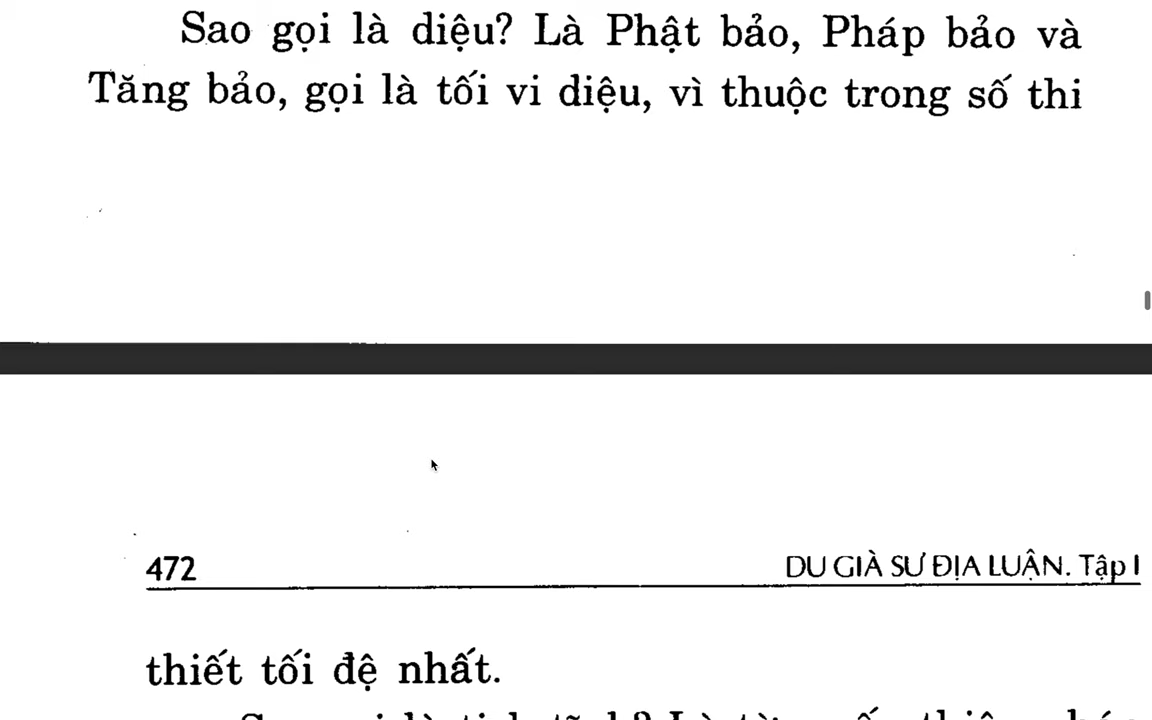 Sao gọi là diệu? Là Phật bảo, Pháp bảo và
Tăng bảo, gọi là tối vi diệu, vì thuộc trong số thi
472 DU GIÀ SƯ ĐỊA LUẬN. Tập I
thiết tối đệ nhất.